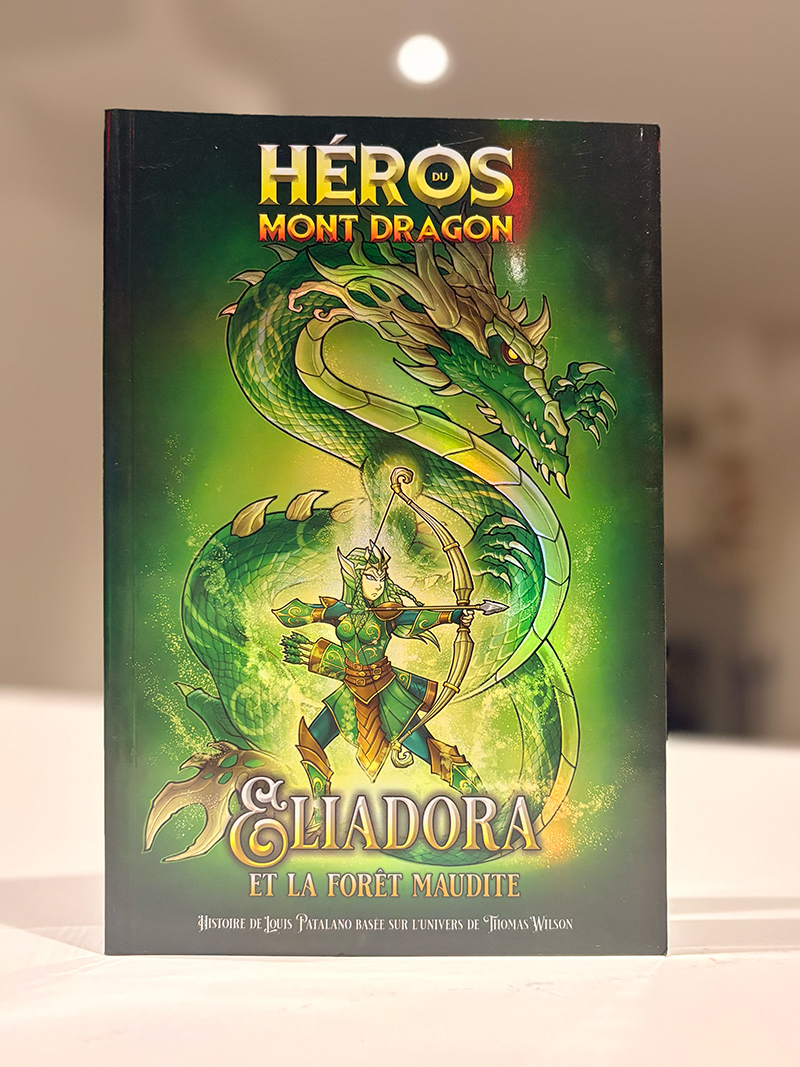 HÉROS
DU
MONT DRAGON
ELIADORA
ET LA FORÊT MAUDITE
HISTOIRE DE LOUIS PATALANO BASÉE SUR L'UNIVERS DE THOMAS WILSON